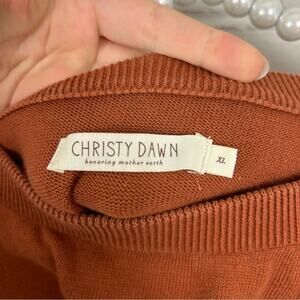 CHRISTY DAWN
honoring mother earth
XL